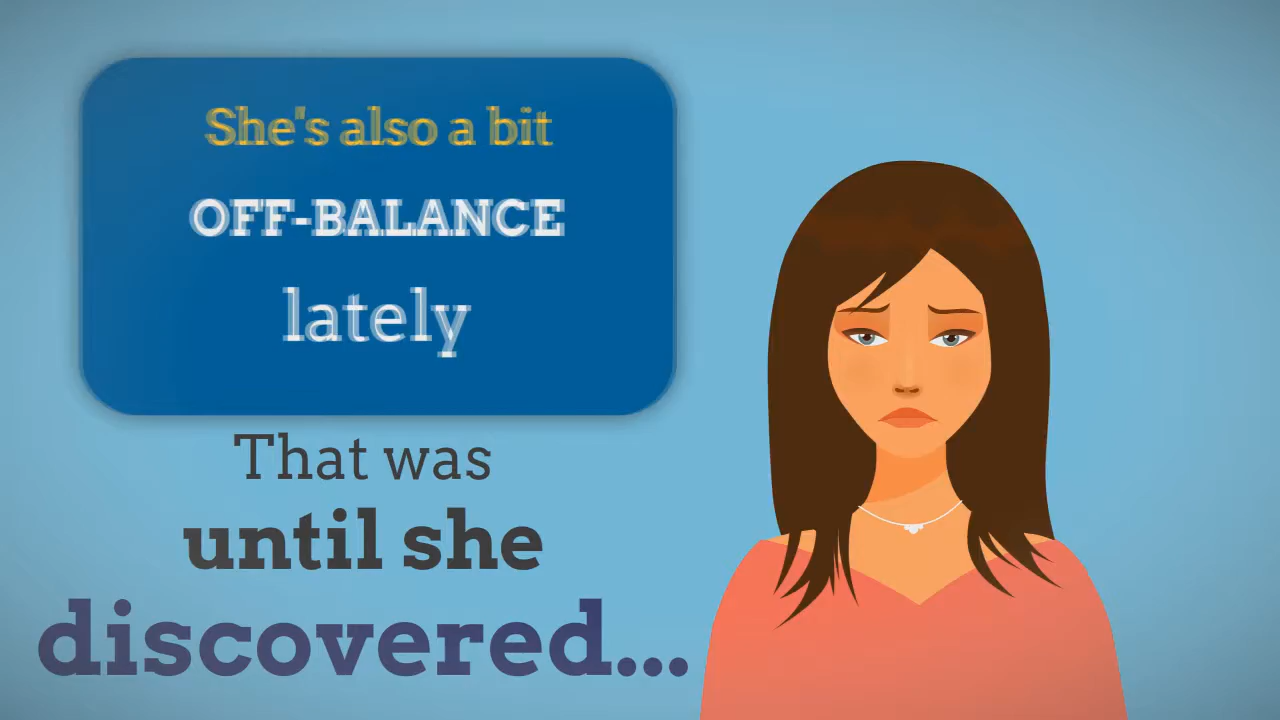 She's also a bit
OFF-BALANCE
lately
That was
until she
discovered...